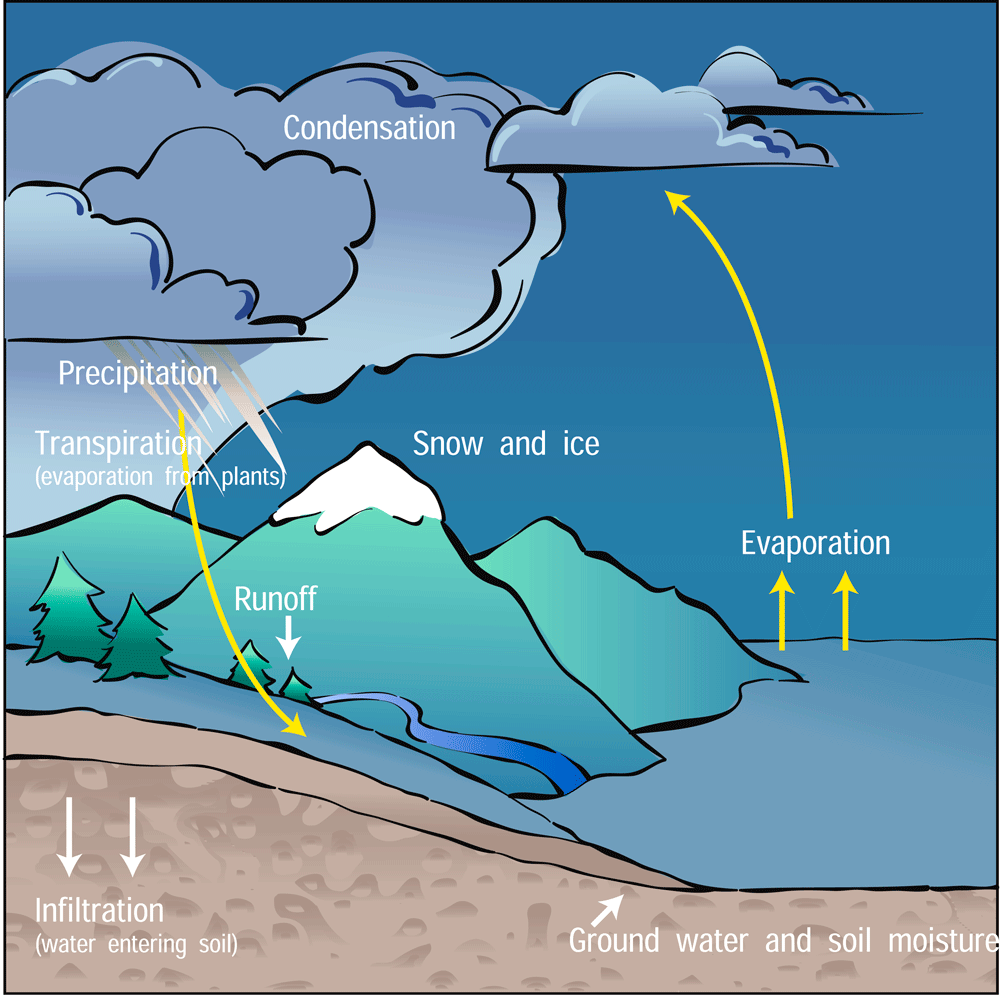 Condensation
Precipitation
Transpiration
(evaporation from plants)
Snow and ice
Evaporation
Runoff
Infiltration
(water entering soil)
Ground water and soil moisture